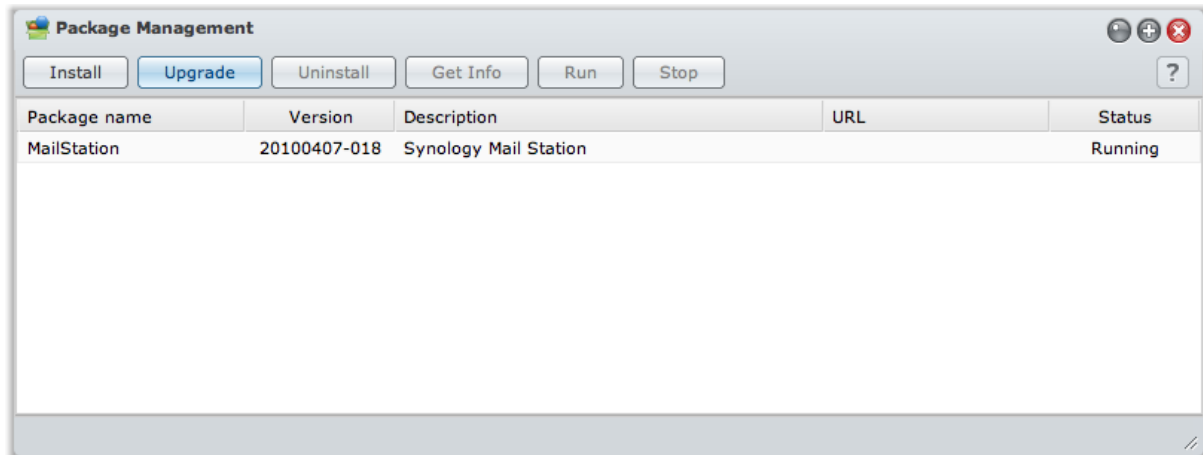 Package Management
Install Upgrade Uninstall Get Info Run Stop ?
Package name Version Description URL Status
MailStation 20100407-018 Synology Mail Station Running